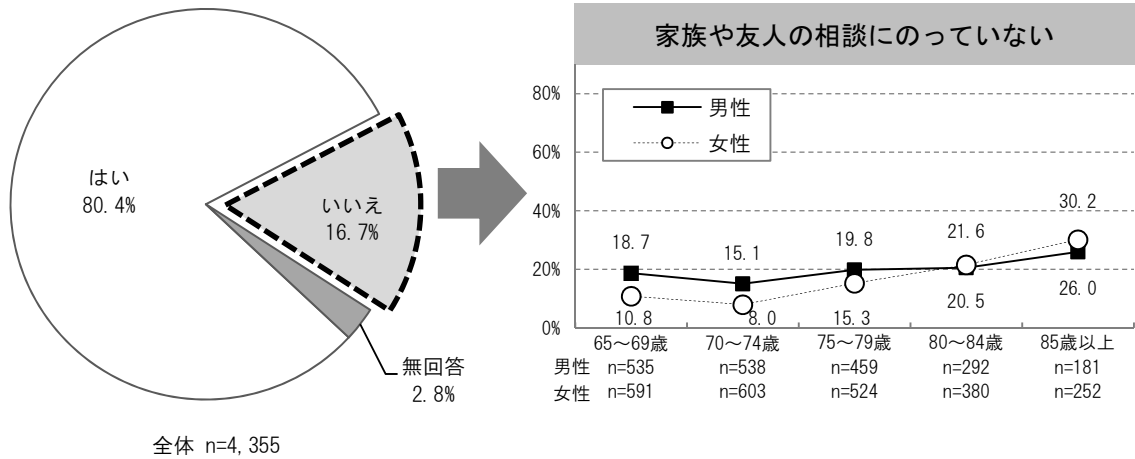 はい
80.4%
いいえ
16.7%
無回答
2.8%
全体 n=4,355
家族や友人の相談にのっていない
80%
60%
40%
20%
0%
男性
女性
18.7 15.1 19.8 21.6 30.2
10.8 8.0 15.3 20.5 26.0
65~69歳 70~74歳 75~79歳 80~84歳 85歳以上
男性 n=535 n=538 n=459 n=292 n=181
女性 n=591 n=603 n=524 n=380 n=252